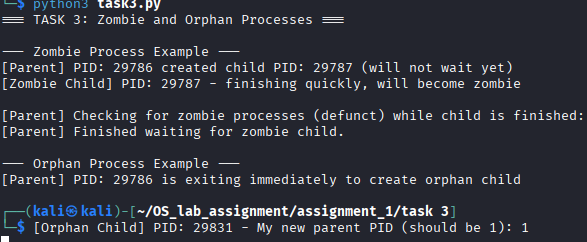 └─$ python3 task3.py
=== TASK 3: Zombie and Orphan Processes ===
── Zombie Process Example ──
[Parent] PID: 29786 created child PID: 29787 (will not wait yet)
[Zombie Child] PID: 29787 - finishing quickly, will become zombie
[Parent] Checking for zombie processes (defunct) while child is finished:
[Parent] Finished waiting for zombie child.
── Orphan Process Example ──
[Parent] PID: 29786 is exiting immediately to create orphan child
┌──(kali㉿kali)-[~/OS_lab_assignment/assignment_1/task 3]
└─$ [Orphan Child] PID: 29831 - My new parent PID (should be 1): 1